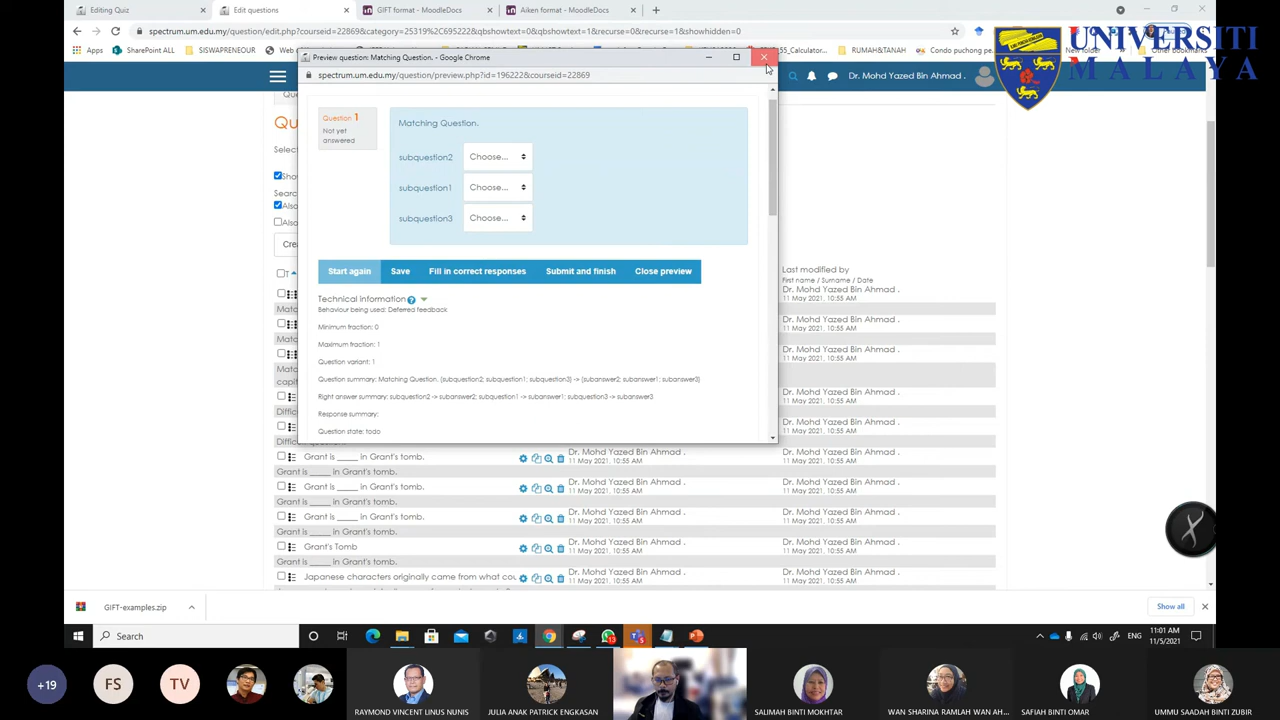 Editing Quiz
Edit questions
GIFT format - MoodleDocs
Aiken format - MoodleDocs
spectrum.um.edu.my/question/edit.php?courseid=22869&cat=25319%2C695222&qbshowtext=0&qbshowtext=1&recurse=0&recurse=1&showhidden=0
Apps
SharePoint ALL
SISWAPRENEUR
_Calculator...
RUMAH&TANAH
Condo puchong per...
New folder
Other bookmarks
UNIVERSITI
MALAYA
Preview question: Matching Question. - Google Chrome
spectrum.um.edu.my/question/preview.php?id=196222&courseid=22869
Dr. Mohd Yazed Bin Ahmad .
Question 1
Not yet
answered
Matching Question.
subquestion2
Choose...
subquestion1
Choose...
subquestion3
Choose...
Start again
Save
Fill in correct responses
Submit and finish
Close preview
Technical information
Behaviour being used: Deferred feedback
Minimum fraction: 0
Maximum fraction: 1
Question variant: 1
Question summary: Matching Question. {subquestion2; subquestion1; subquestion3} -> {subanswer2; subanswer1; subanswer3}
Right answer summary: subquestion2 -> subanswer2; subquestion1 -> subanswer1; subquestion3 -> subanswer3
Response summary:
Question state: todo
Last modified by
First name / Surname / Date
Dr. Mohd Yazed Bin Ahmad .
11 May 2021, 10:55 AM
Dr. Mohd Yazed Bin Ahmad .
11 May 2021, 10:55 AM
Dr. Mohd Yazed Bin Ahmad .
11 May 2021, 10:55 AM
Dr. Mohd Yazed Bin Ahmad .
11 May 2021, 10:55 AM
Dr. Mohd Yazed Bin Ahmad .
11 May 2021, 10:55 AM
Grant is _____ in Grant's tomb.
Dr. Mohd Yazed Bin Ahmad .
11 May 2021, 10:55 AM
Dr. Mohd Yazed Bin Ahmad .
11 May 2021, 10:55 AM
Grant is _____ in Grant's tomb.
Grant is _____ in Grant's tomb.
Dr. Mohd Yazed Bin Ahmad .
11 May 2021, 10:55 AM
Dr. Mohd Yazed Bin Ahmad .
11 May 2021, 10:55 AM
Grant is _____ in Grant's tomb.
Grant is _____ in Grant's tomb.
Dr. Mohd Yazed Bin Ahmad .
11 May 2021, 10:55 AM
Dr. Mohd Yazed Bin Ahmad .
11 May 2021, 10:55 AM
Grant is _____ in Grant's tomb.
Grant's Tomb
Dr. Mohd Yazed Bin Ahmad .
11 May 2021, 10:55 AM
Dr. Mohd Yazed Bin Ahmad .
11 May 2021, 10:55 AM
Grant is _____ in Grant's tomb.
Japanese characters originally came from what cou
Dr. Mohd Yazed Bin Ahmad .
11 May 2021, 10:55 AM
Dr. Mohd Yazed Bin Ahmad .
11 May 2021, 10:55 AM
GIFT-examples.zip
Show all
Search
ENG
11:01 AM
11/5/2021
+19
FS
TV
RAYMOND VINCENT LINUS NUNIS
JULIA ANAK PATRICK ENGKASAN
SALIMAH BINTI MOKHTAR
WAN SHARINA RAMLAH WAN AH...
SAFIAH BINTI OMAR
UMMU SAADAH BINTI ZUBIR